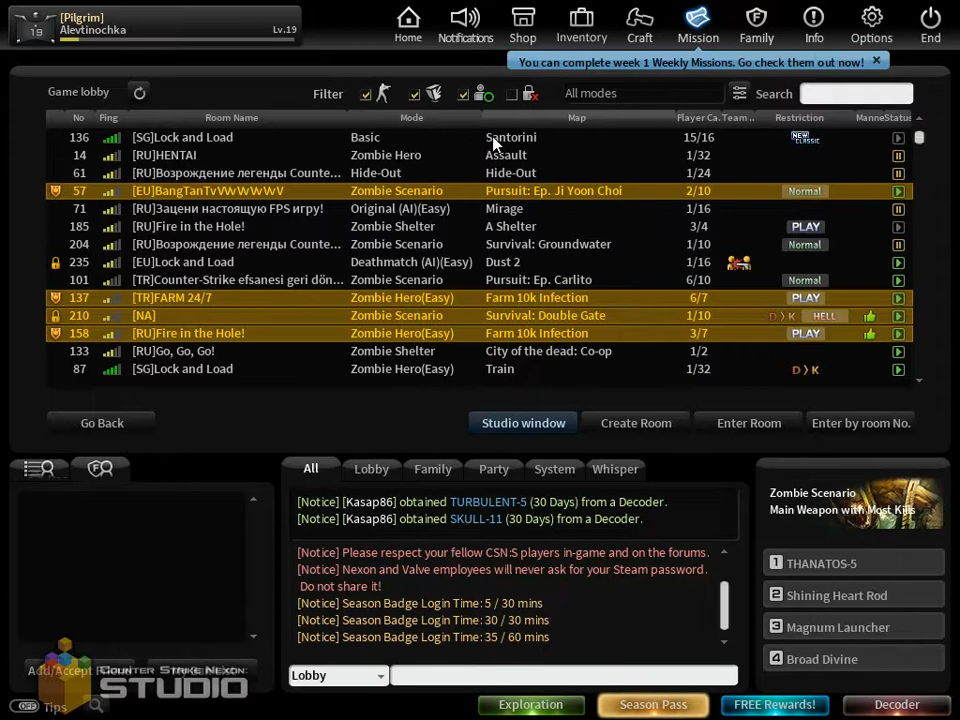 [Pilgrim]
19
Alevtinochka
Lv.19
Home
Notifications
Shop
Inventory
Craft
Mission
Family
Info
Options
End
You can complete week 1 Weekly Missions. Go check them out now!
Game lobby
Filter
All modes
Search
No Ping Room Name Mode Map Player Ca.. Team .. Restriction Manne Status
136 [SG]Lock and Load Basic Santorini 15/16 NEW CLASSIC
14 [RU]HENTAI Zombie Hero Assault 1/32
61 [RU]Возрождение легенды Counte... Hide-Out Hide-Out 1/24
57 [EU]BangTanTvVVVVVVVV Zombie Scenario Pursuit: Ep. Ji Yoon Choi 2/10 Normal
71 [RU]Зацени настоящую FPS игру! Original (AI)(Easy) Mirage 1/16
185 [RU]Fire in the Hole! Zombie Shelter A Shelter 3/4 PLAY
204 [RU]Возрождение легенды Counte... Zombie Scenario Survival: Groundwater 1/10 Normal
235 [EU]Lock and Load Deathmatch (AI)(Easy) Dust 2 1/16
101 [TR]Counter-Strike efsanesi geri dön... Zombie Scenario Pursuit: Ep. Carlito 6/10 Normal
137 [TR]FARM 24/7 Zombie Hero(Easy) Farm 10k Infection 6/7 PLAY
210 [NA] Zombie Hero(Easy) Survival: Double Gate 1/10 D>K HELL
158 [RU]Fire in the Hole! Zombie Hero(Easy) Farm 10k Infection 3/7 PLAY
133 [RU]Go, Go, Go! Zombie Shelter City of the dead: Co-op 1/2
87 [SG]Lock and Load Zombie Hero(Easy) Train 1/32 D>K
Go Back
Studio window
Create Room
Enter Room
Enter by room No.
All
Lobby
Family
Party
System
Whisper
[Notice] [Kasap86] obtained TURBULENT-5 (30 Days) from a Decoder.
[Notice] [Kasap86] obtained SKULL-11 (30 Days) from a Decoder.
[Notice] Please respect your fellow CSN:S players in-game and on the forums.
[Notice] Nexon and Valve employees will never ask for your Steam password.
Do not share it!
[Notice] Season Badge Login Time: 5 / 30 mins
[Notice] Season Badge Login Time: 30 / 30 mins
[Notice] Season Badge Login Time: 35 / 60 mins
Lobby
Zombie Scenario
Main Weapon with Most Kills
1 THANATOS-5
2 Shining Heart Rod
3 Magnum Launcher
4 Broad Divine
Add/Accept
COUNTER STRIKE NEXON:
STUDIO
OFF Tips
Exploration
Season Pass
FREE Rewards!
Decoder